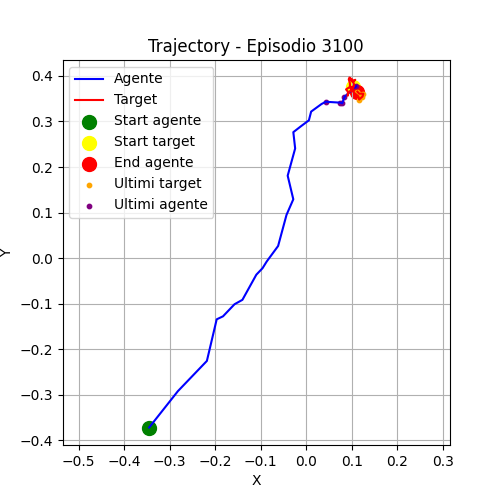 Trajectory - Episodio 3100
Agente
Target
Start agente
Start target
End agente
Ultimi target
Ultimi agente
Y
0.4
0.3
0.2
0.1
0.0
−0.1
−0.2
−0.3
−0.4
−0.5 −0.4 −0.3 −0.2 −0.1 0.0 0.1 0.2 0.3
X